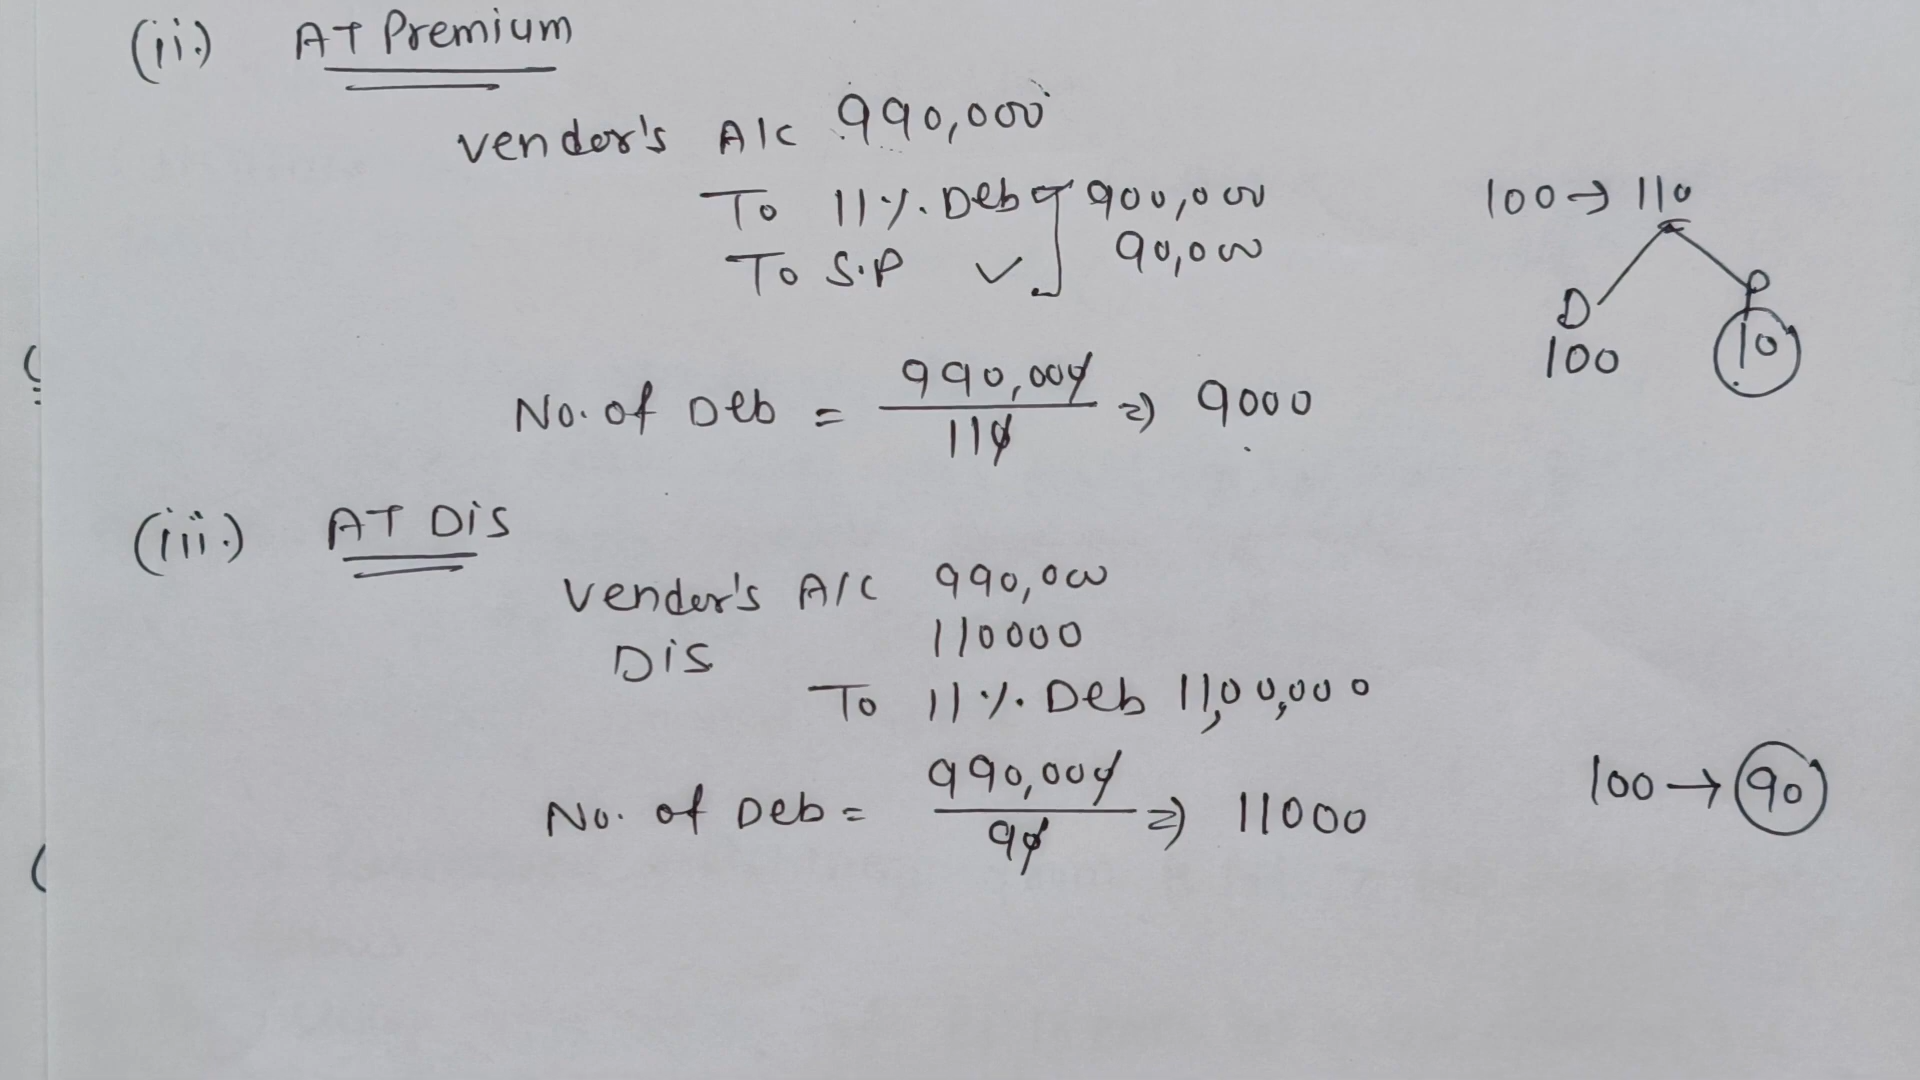 (ii.) AT Premium
Vendor's A/C 990,000
To 11%. Deb 900,000
To S.P ✓ 90,000
100 → 110
D P
100 10
No. of Deb = 990,000 / 110 => 9000
(iii.) AT Dis
Vendor's A/C 990,000
Dis 110000
To 11%. Deb 11,00,000
No. of Deb = 990,000 / 90 => 11000
100 → 90